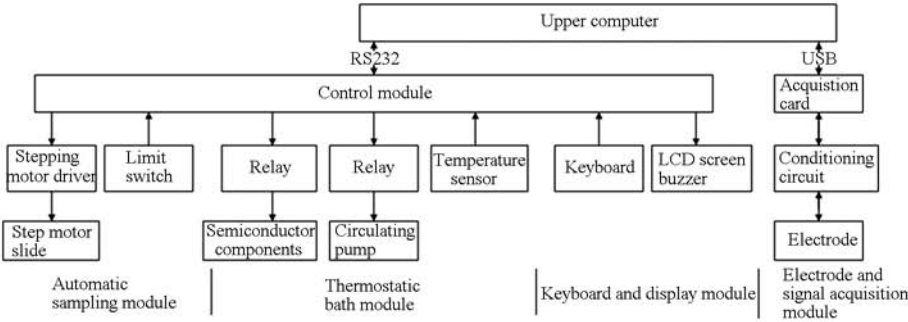 Upper computer
RS232
USB
Control module
Acquistion
card
Stepping
motor driver
Limit
switch
Relay
Relay
Temperature
sensor
Keyboard
LCD screen
buzzer
Conditioning
circuit
Step motor
slide
Semiconductor
components
Circulating
pump
Electrode
Automatic
sampling module
Thermostatic
bath module
Keyboard and display module
Electrode and
signal acquisition
module